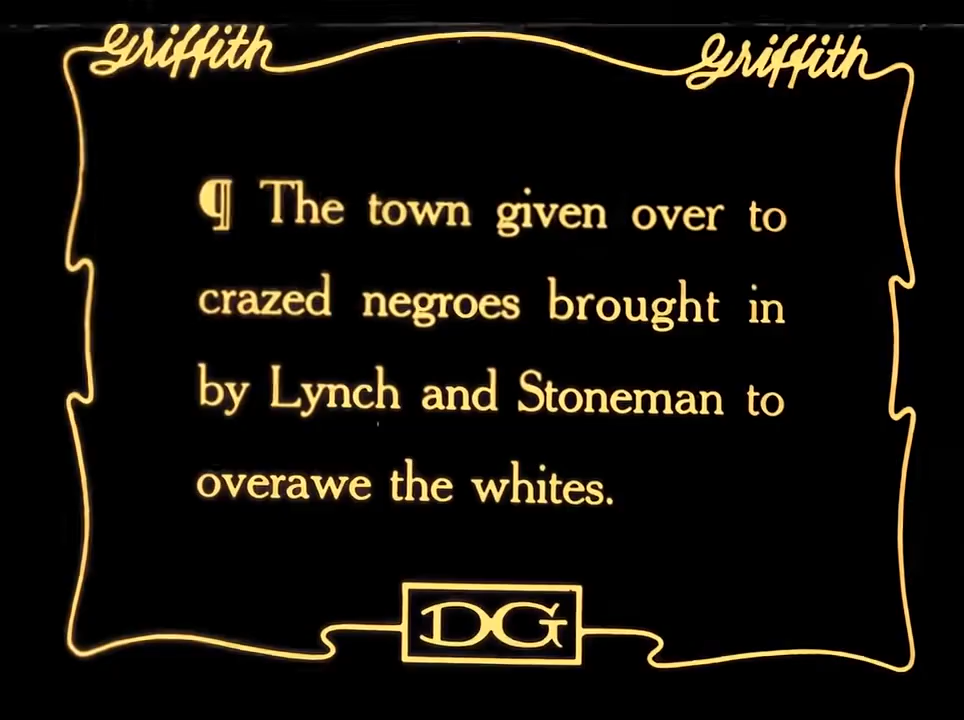 Griffith Griffith
¶ The town given over to
crazed negroes brought in
by Lynch and Stoneman to
overawe the whites.
DG